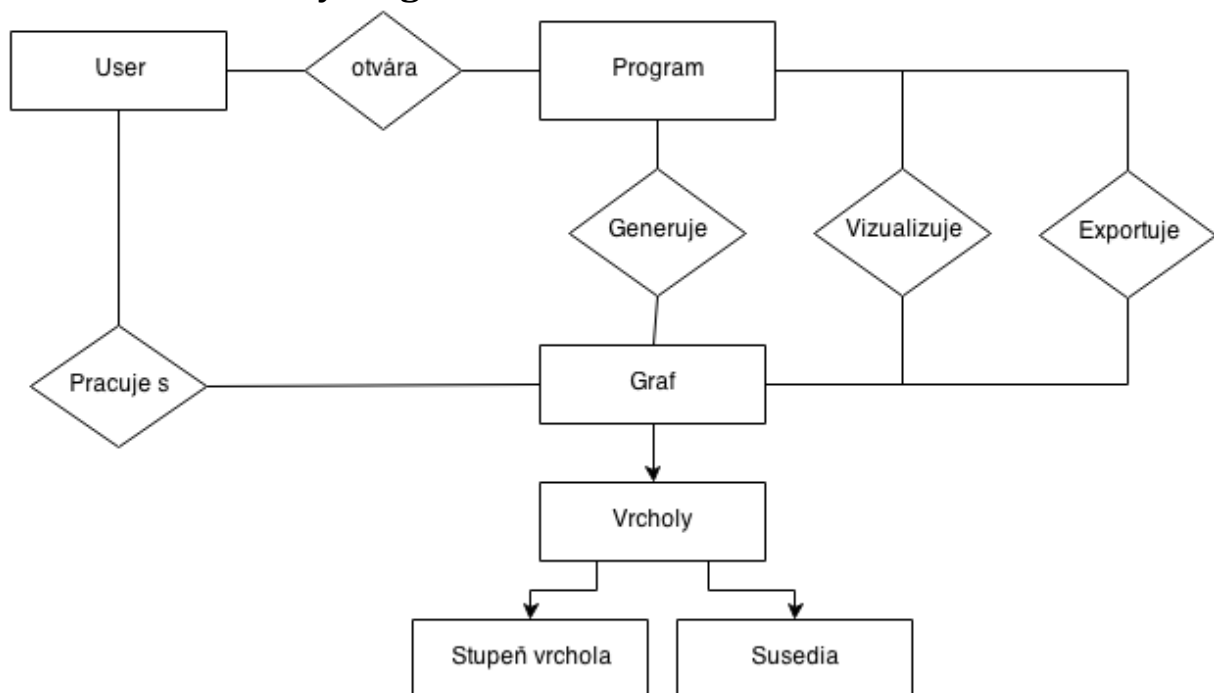 User
otvára
Program
Generuje
Vizualizuje
Exportuje
Pracuje s
Graf
Vrcholy
Stupeň vrchola
Susedia